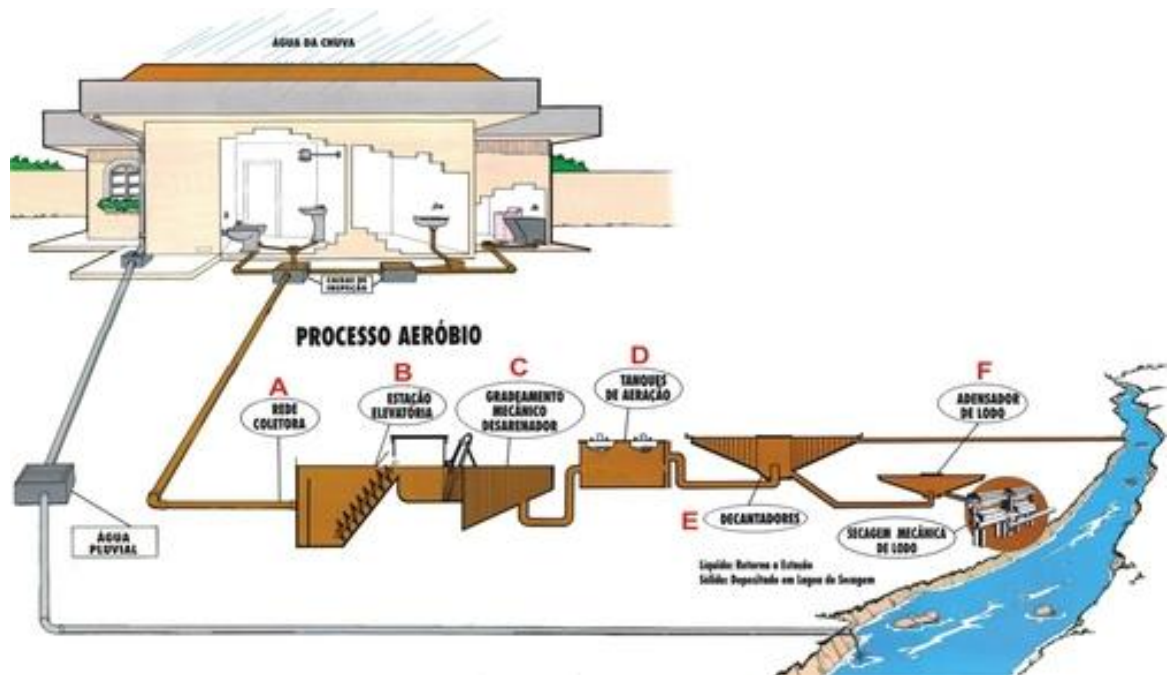 ÁGUA DA CHUVA
CAIXAS DE
INSPEÇÃO
PROCESSO AERÓBIO
A
REDE
COLETORA
B
ESTAÇÃO
ELEVATÓRIA
C
GRADEAMENTO
MECÂNICO
DESARENADOR
D
TANQUES
DE AERAÇÃO
F
ADENSADOR
DE LODO
E
DECANTADORES
SECAGEM MECÂNICA
DE LODO
ÁGUA
PLUVIAL
Líquido: Retorna a Estação
Sólido: Depositado em Lagoa de Secagem